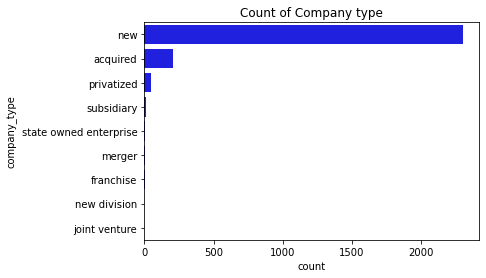 Count of Company type
new
acquired
privatized
subsidiary
state owned enterprise
merger
franchise
new division
joint venture
company_type
0 500 1000 1500 2000
count